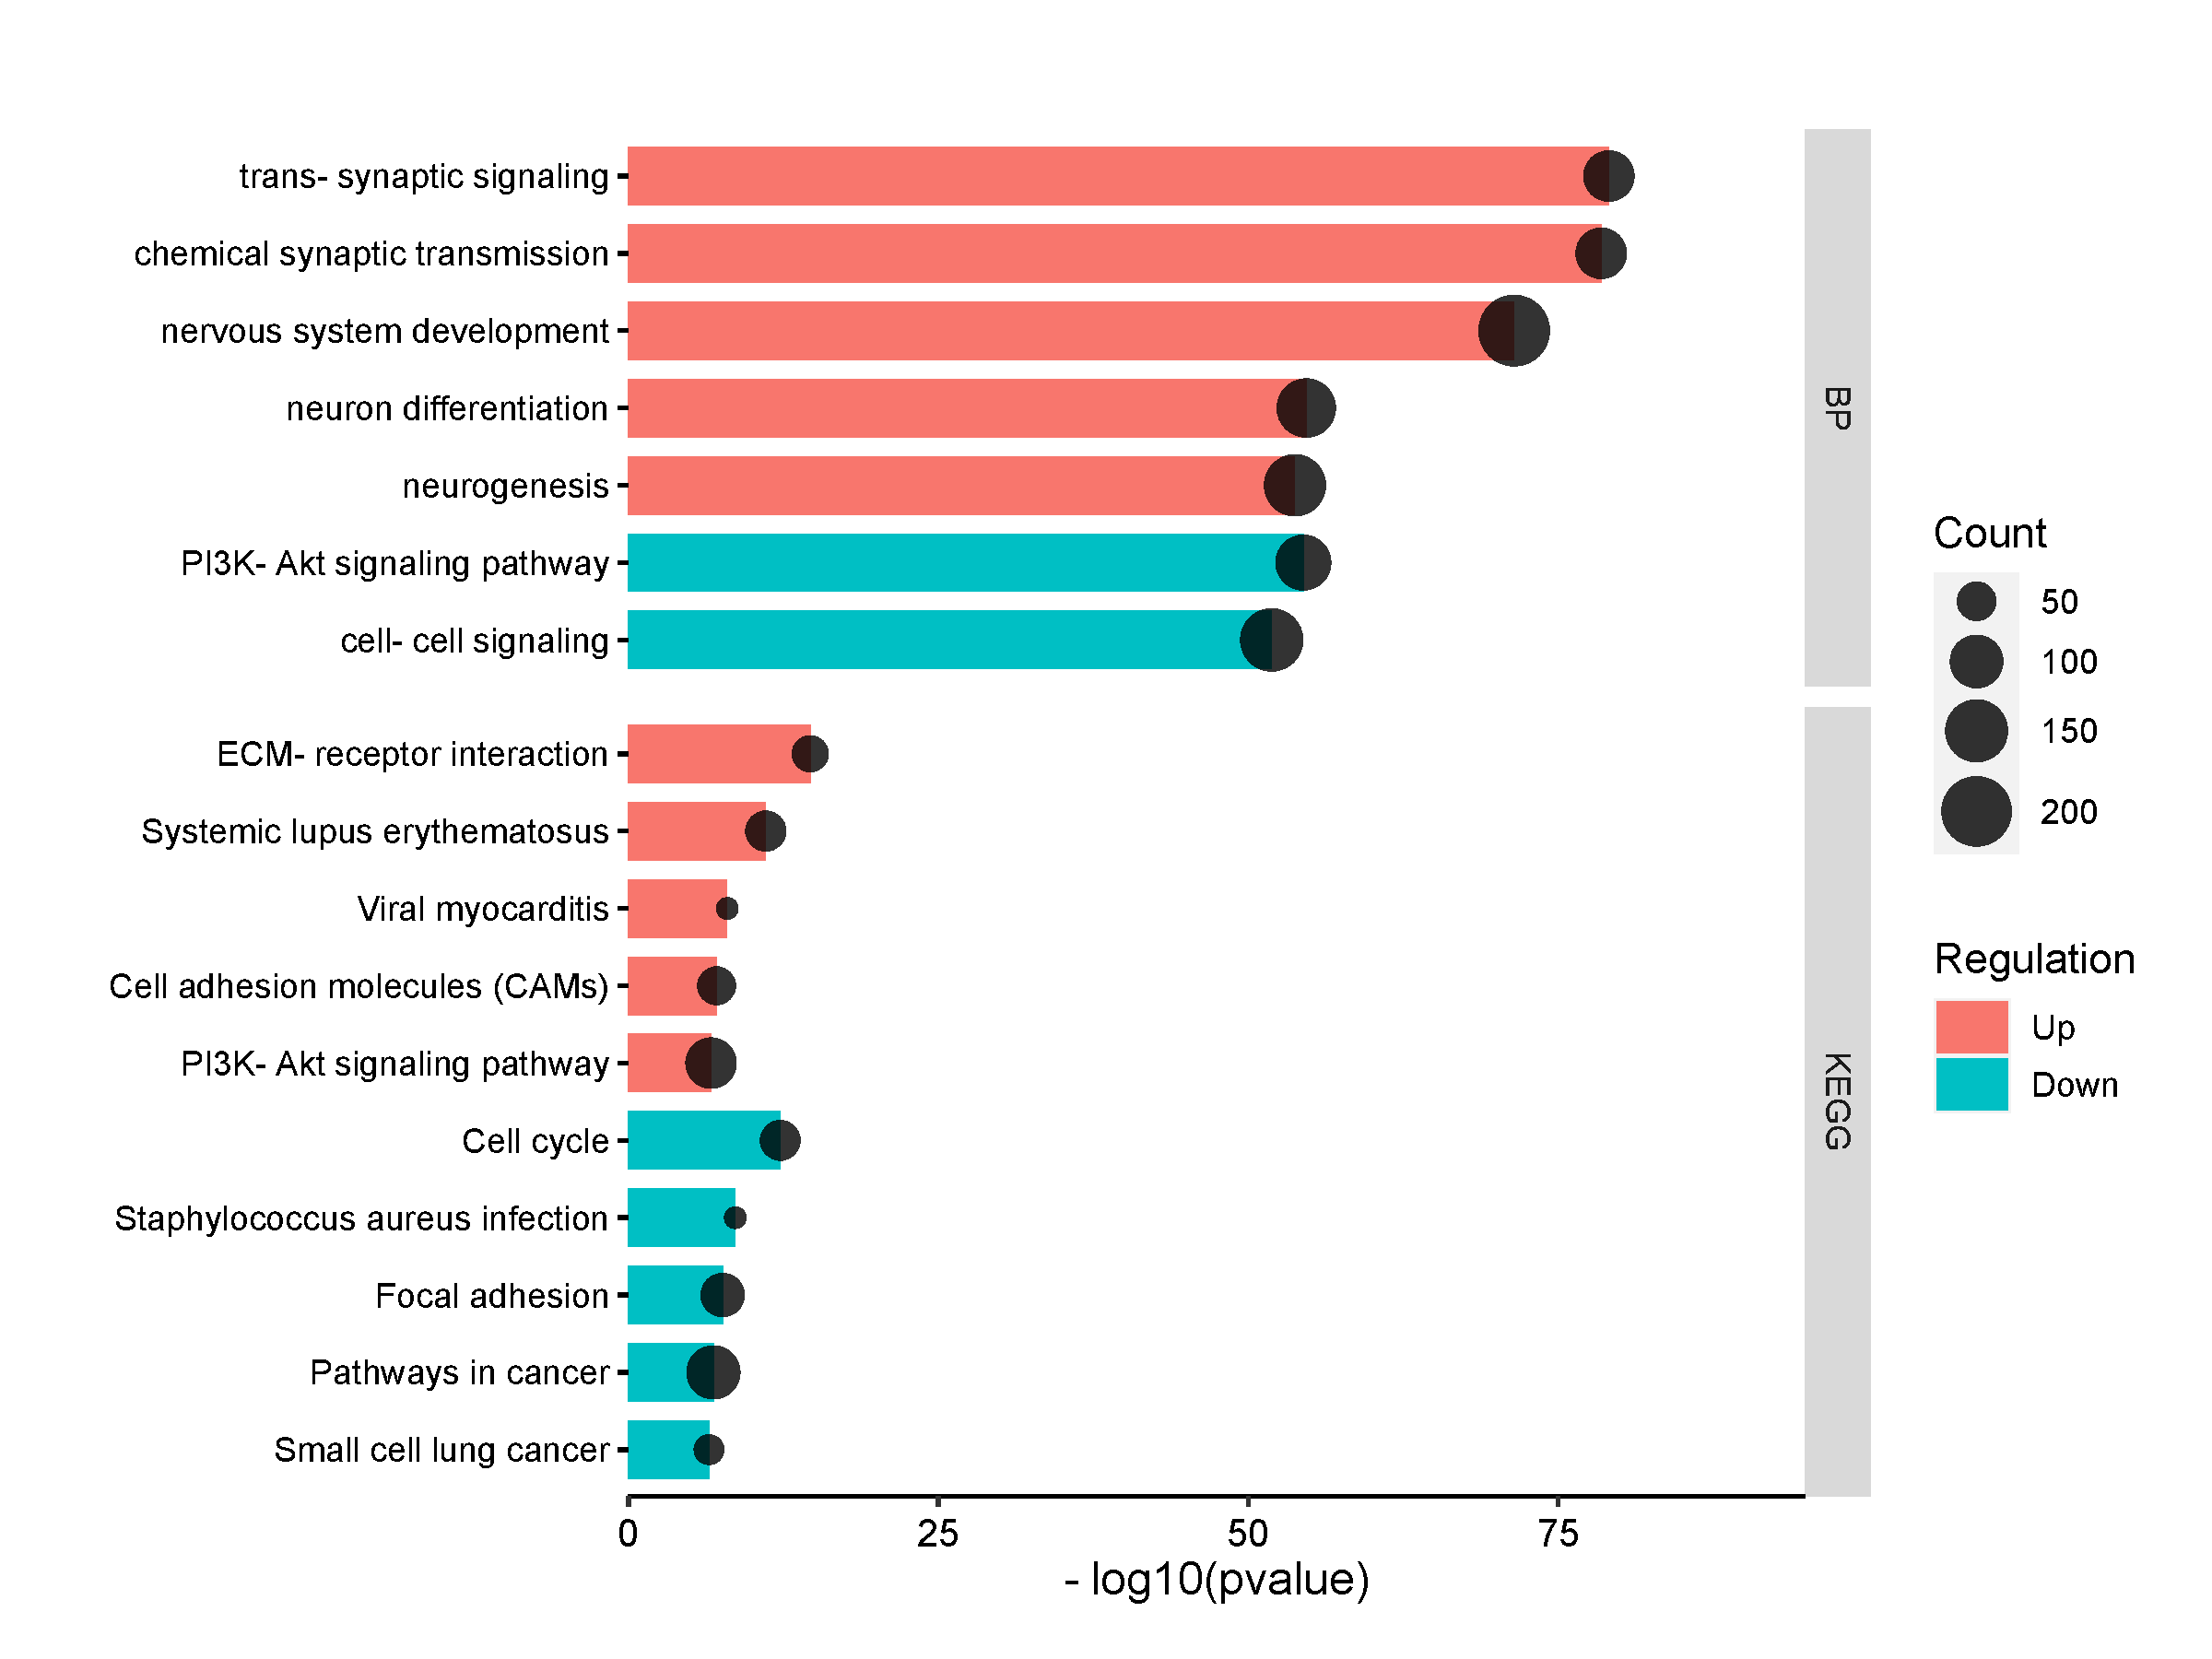 trans- synaptic signaling
chemical synaptic transmission
nervous system development
neuron differentiation
neurogenesis
PI3K- Akt signaling pathway
cell- cell signaling
BP
ECM- receptor interaction
Systemic lupus erythematosus
Viral myocarditis
Cell adhesion molecules (CAMs)
PI3K- Akt signaling pathway
Cell cycle
Staphylococcus aureus infection
Focal adhesion
Pathways in cancer
Small cell lung cancer
KEGG
0 25 50 75
- log10(pvalue)
Count
50
100
150
200
Regulation
Up
Down